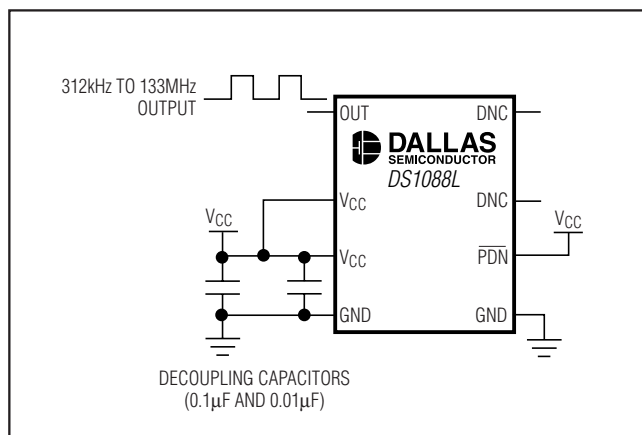 312kHz TO 133MHz
OUTPUT
OUT
DNC
DALLAS
SEMICONDUCTOR
DS1088L
VCC
DNC
VCC
VCC
VCC
PDN
GND
GND
DECOUPLING CAPACITORS
(0.1μF AND 0.01μF)